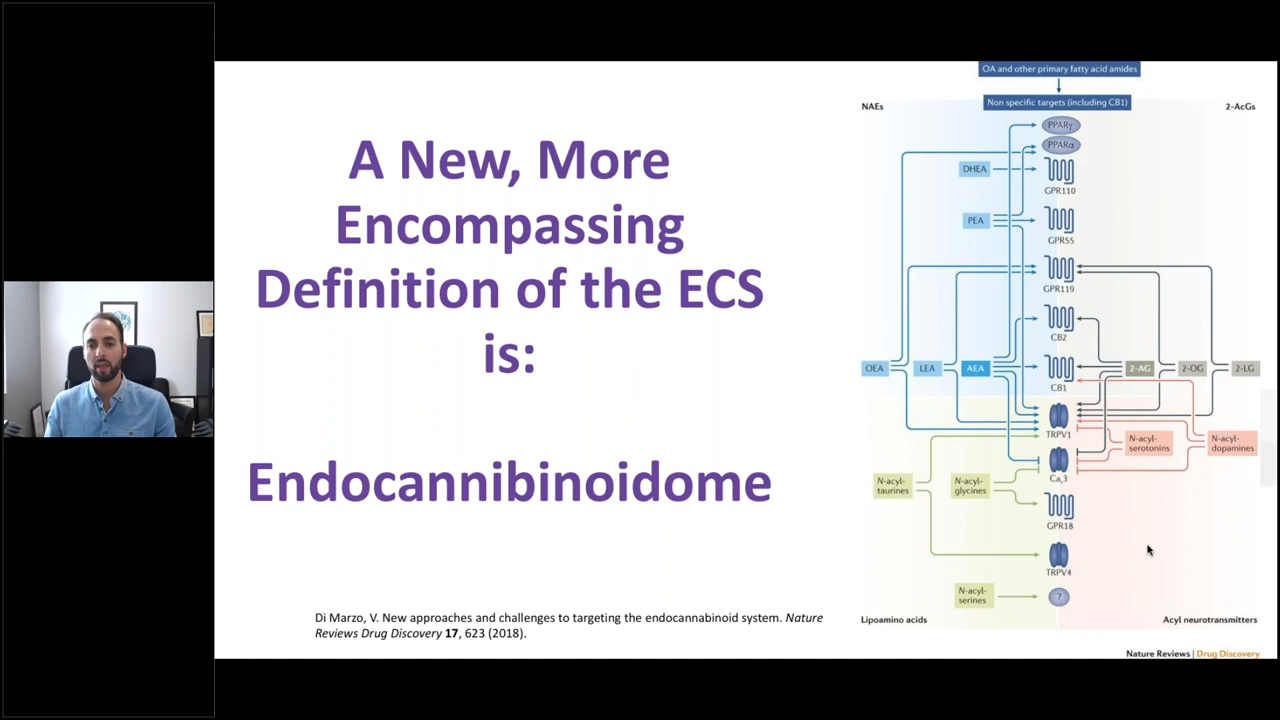 A New, More
Encompassing
Definition of the ECS
is:
Endocannibinoidome
Di Marzo, V. New approaches and challenges to targeting the endocannabinoid system. Nature
Reviews Drug Discovery 17, 623 (2018).
OA and other primary fatty acid amides
Non specific targets (including CB1)
NAEs
2-AcGs
PPARγ
PPARα
DHEA
GPR110
PEA
GPR55
GPR119
CB2
OEA
LEA
AEA
2-AG
2-OG
2-LG
CB1
TRPV1
N-acyl-
serotonins
N-acyl-
dopamines
Cav3
N-acyl-
taurines
N-acyl-
glycines
GPR18
TRPV4
N-acyl-
serines
?
Lipoamino acids
Acyl neurotransmitters
Nature Reviews | Drug Discovery